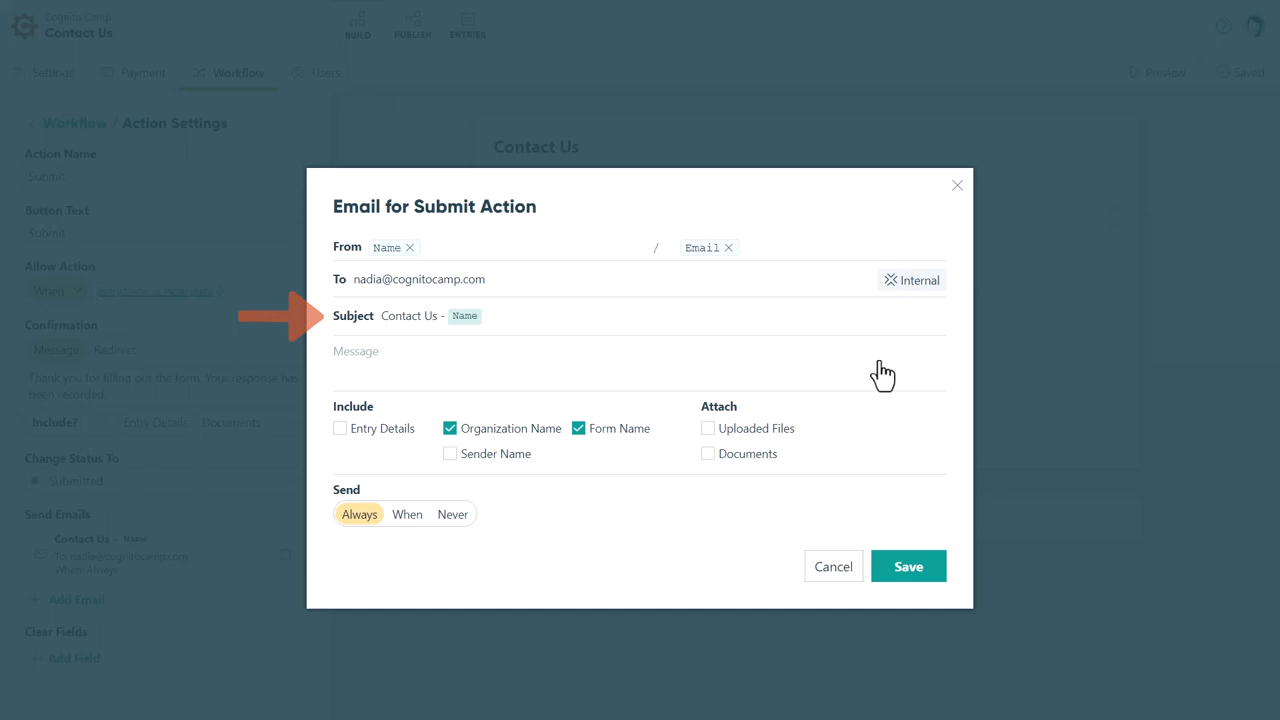 Cognito Camp
Contact Us
BUILD
PUBLISH
ENTRIES
Settings
Payment
Workflow
Users
Preview
Saved
Workflow / Action Settings
Action Name
Submit
Button Text
Submit
Allow Action
When
Confirmation
Message Redirect
Thank you for filling out the form. Your response has
been recorded.
Include? Entry Details Documents
Change Status To
Submitted
Send Emails
Contact Us - Name
To: nadia@cognitocamp.com
When: Always
+ Add Email
Clear Fields
+ Add Field
Contact Us
Email for Submit Action
From Name / Email
To nadia@cognitocamp.com Internal
Subject Contact Us - Name
Message
Include Attach
Entry Details Organization Name Form Name Uploaded Files
Sender Name Documents
Send
Always When Never
Cancel Save